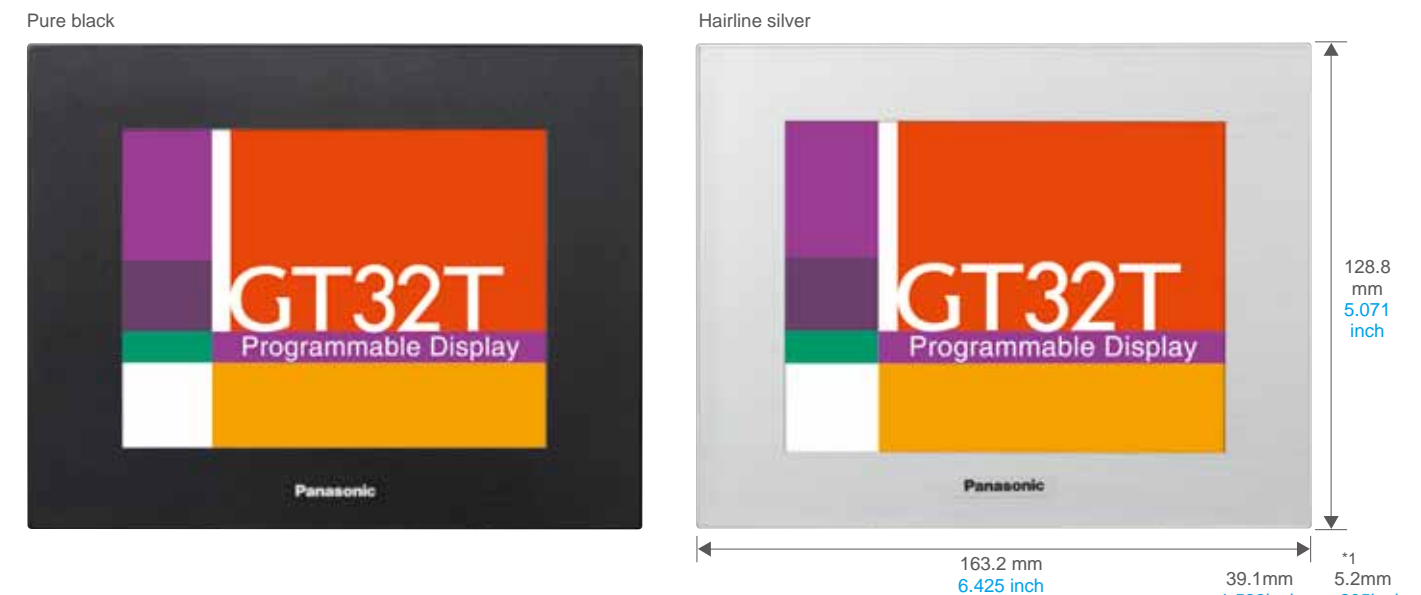 Pure black
Hairline silver
GT32T
Programmable Display
Panasonic
GT32T
Programmable Display
Panasonic
128.8
mm
5.071
inch
163.2 mm
6.425 inch
39.1mm
*1
5.2mm